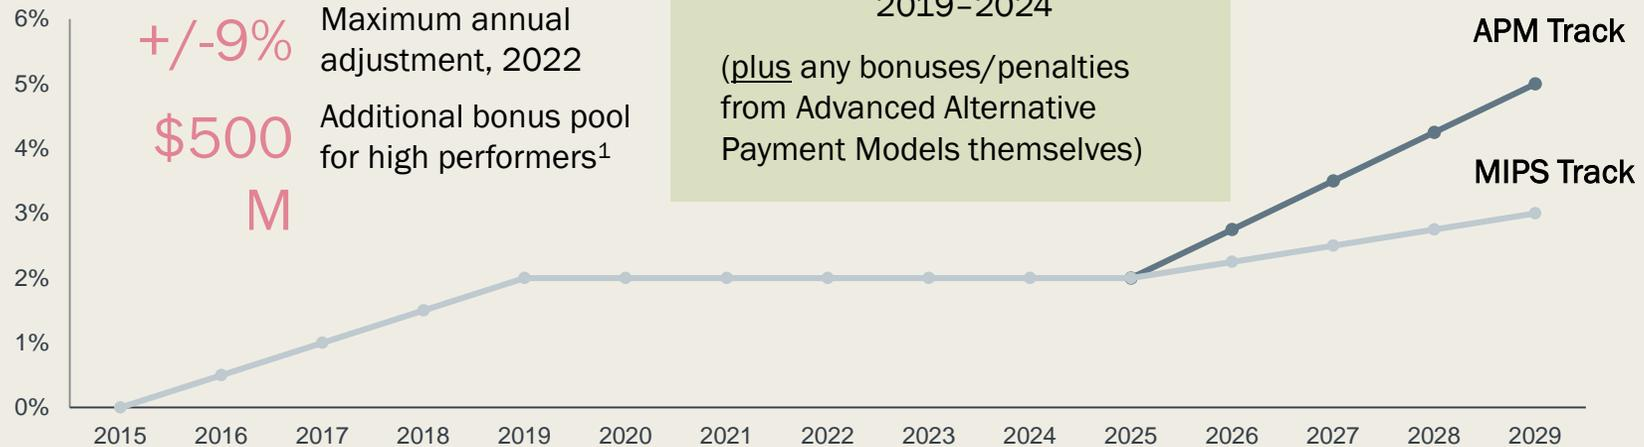 2019–2024
6%
+/-9%
Maximum annual
adjustment, 2022
$500
M
Additional bonus pool
for high performers¹
(plus any bonuses/penalties
from Advanced Alternative
Payment Models themselves)
APM Track
MIPS Track
5%
4%
3%
2%
1%
0%
2015 2016 2017 2018 2019 2020 2021 2022 2023 2024 2025 2026 2027 2028 2029